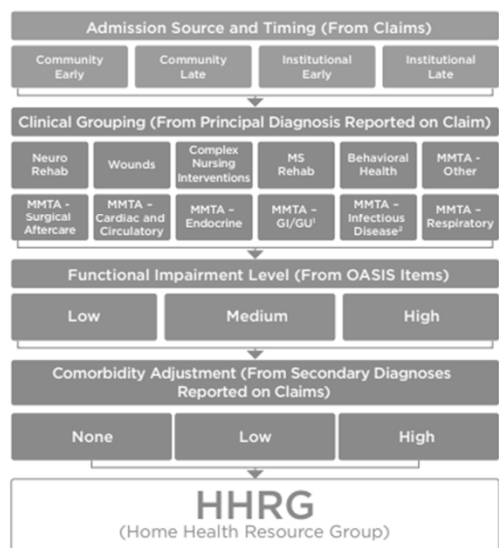 Admission Source and Timing (From Claims)
Community Early
Community Late
Institutional Early
Institutional Late
Clinical Grouping (From Principal Diagnosis Reported on Claim)
Neuro Rehab
Wounds
Complex Nursing Interventions
MS Rehab
Behavioral Health
MMTA - Other
MMTA - Surgical Aftercare
MMTA – Cardiac and Circulatory
MMTA – Endocrine
MMTA – GI/GU¹
MMTA – Infectious Disease²
MMTA – Respiratory
Functional Impairment Level (From OASIS Items)
Low
Medium
High
Comorbidity Adjustment (From Secondary Diagnoses
Reported on Claims)
None
Low
High
HHRG
(Home Health Resource Group)